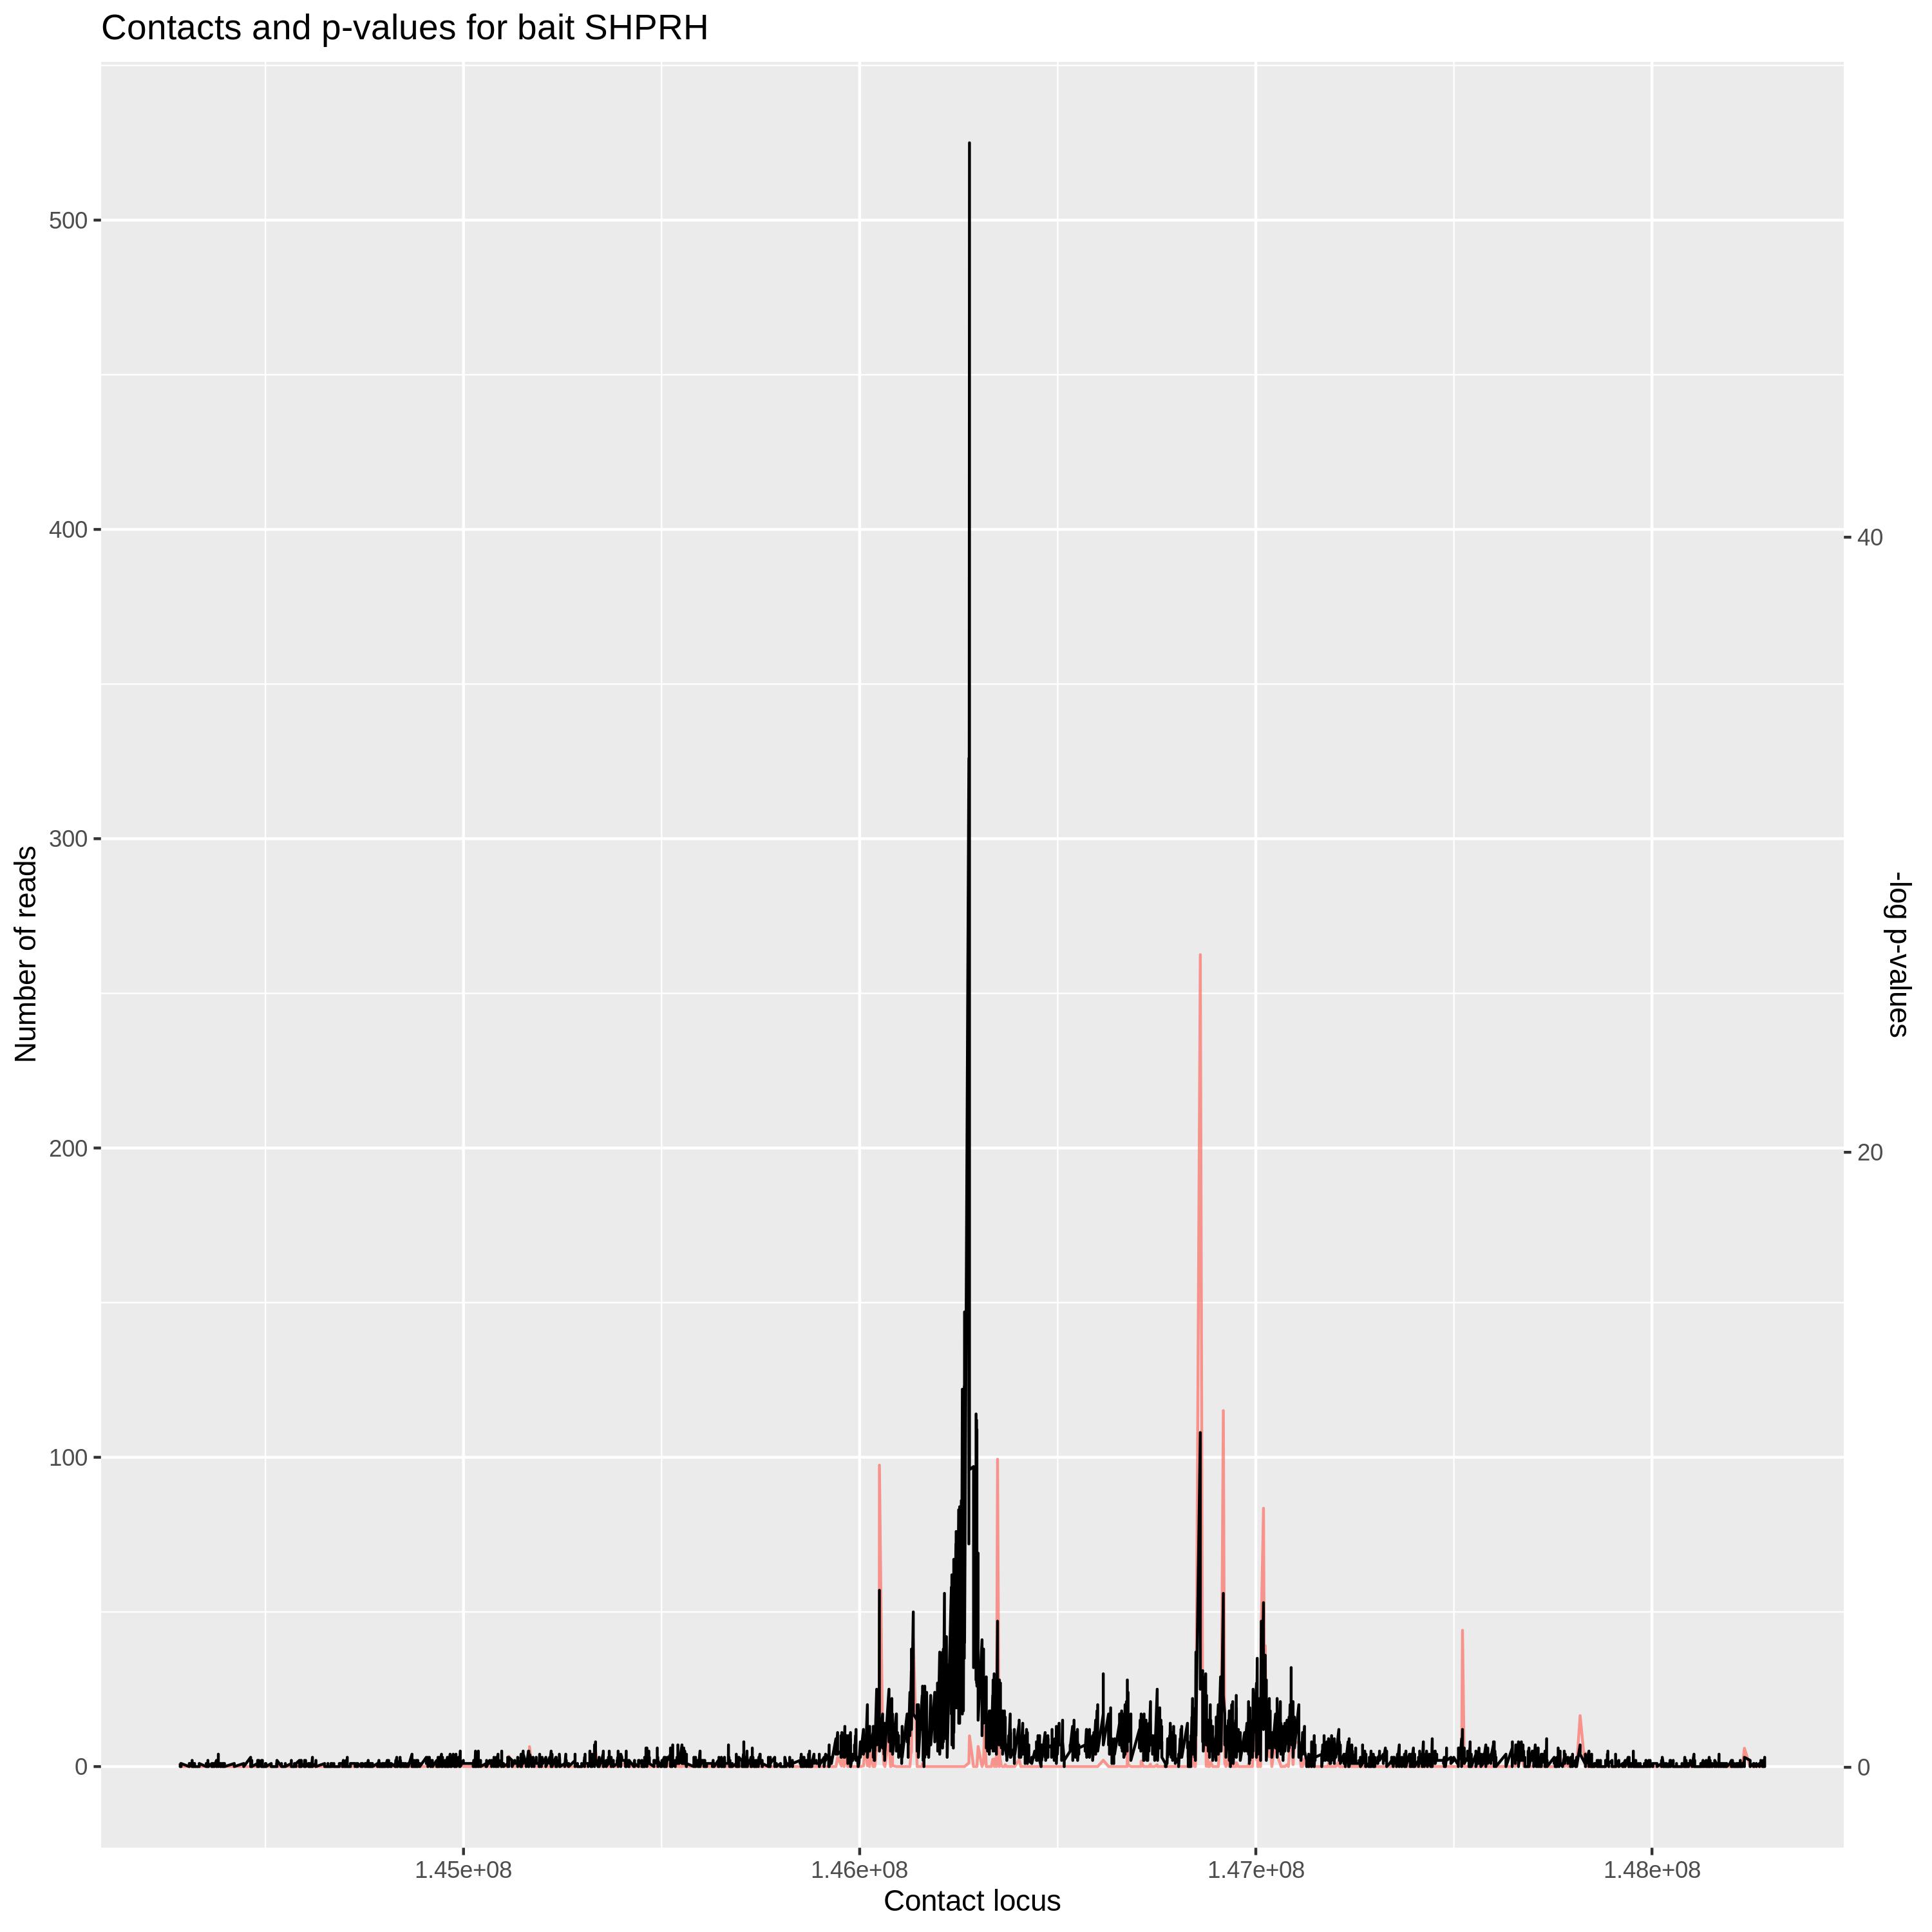 Contacts and p-values for bait SHPRH
500
400
300
200
100
0
Number of reads
40
20
0
-log p-values
1.45e+08
1.46e+08
1.47e+08
1.48e+08
Contact locus